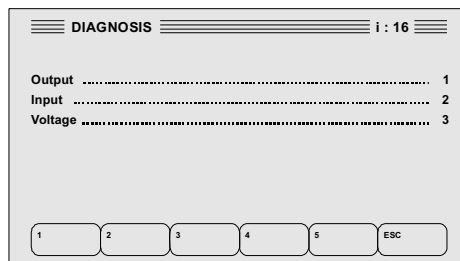 DIAGNOSIS i : 16
Output ........ 1
Input ........ 2
Voltage ........ 3
1 2 3 4 5 ESC